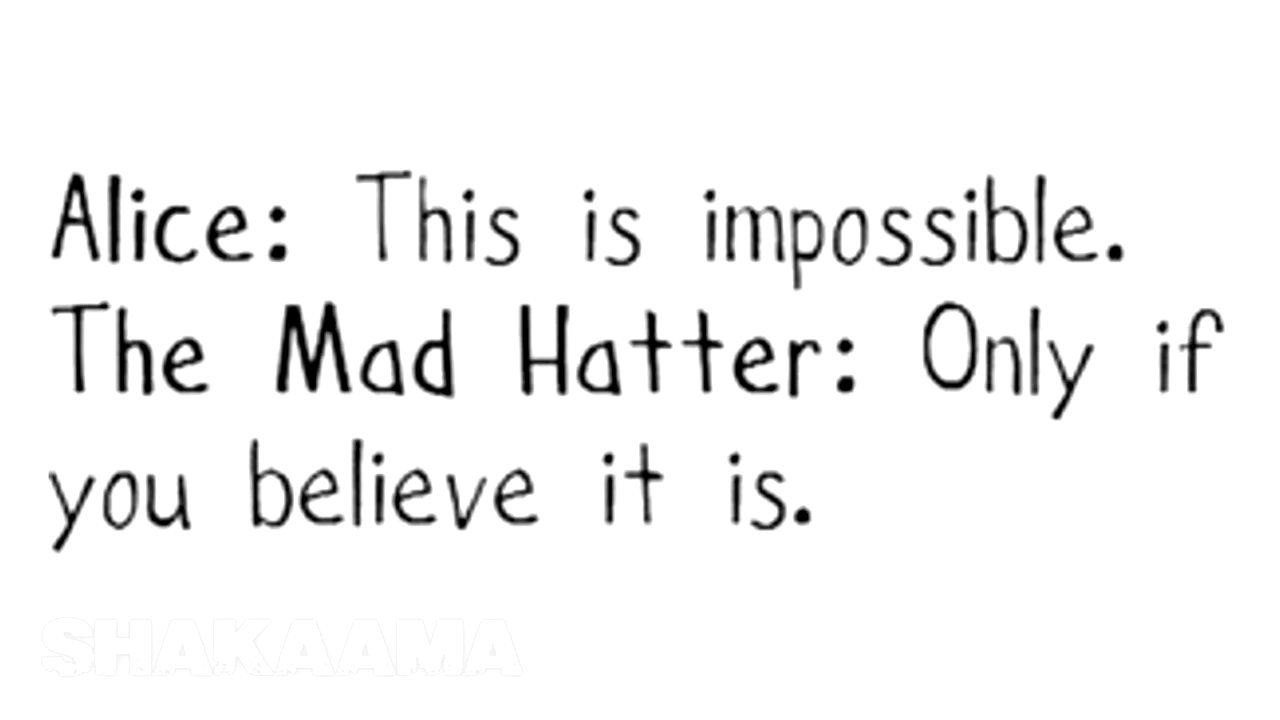 Alice: This is impossible.
The Mad Hatter: Only if
you believe it is.
SHAKAAMA